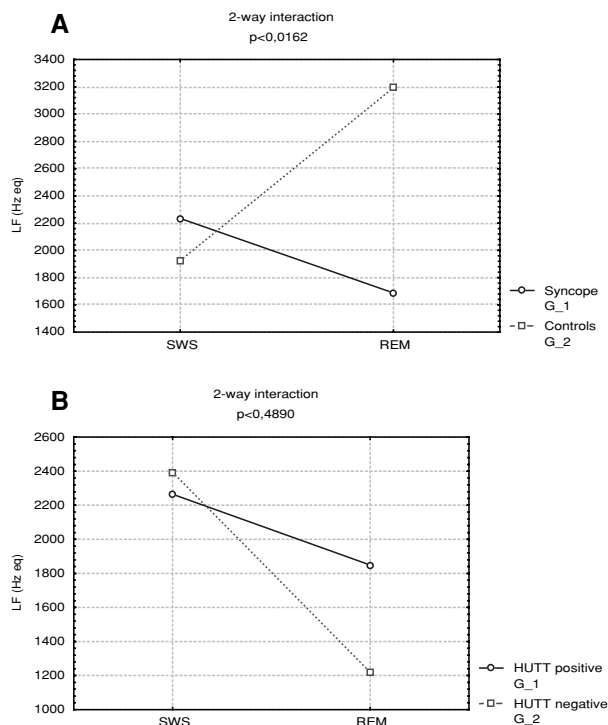 A
2-way interaction
p<0,0162
3400
3200
3000
2800
2600
2400
2200
2000
1800
1600
1400
LF (Hz eq)
SWS
REM
Syncope
G_1
Controls
G_2
B
2-way interaction
p<0,4890
2600
2400
2200
2000
1800
1600
1400
1200
1000
LF (Hz eq)
SWS
REM
HUTT positive
G_1
HUTT negative
G_2